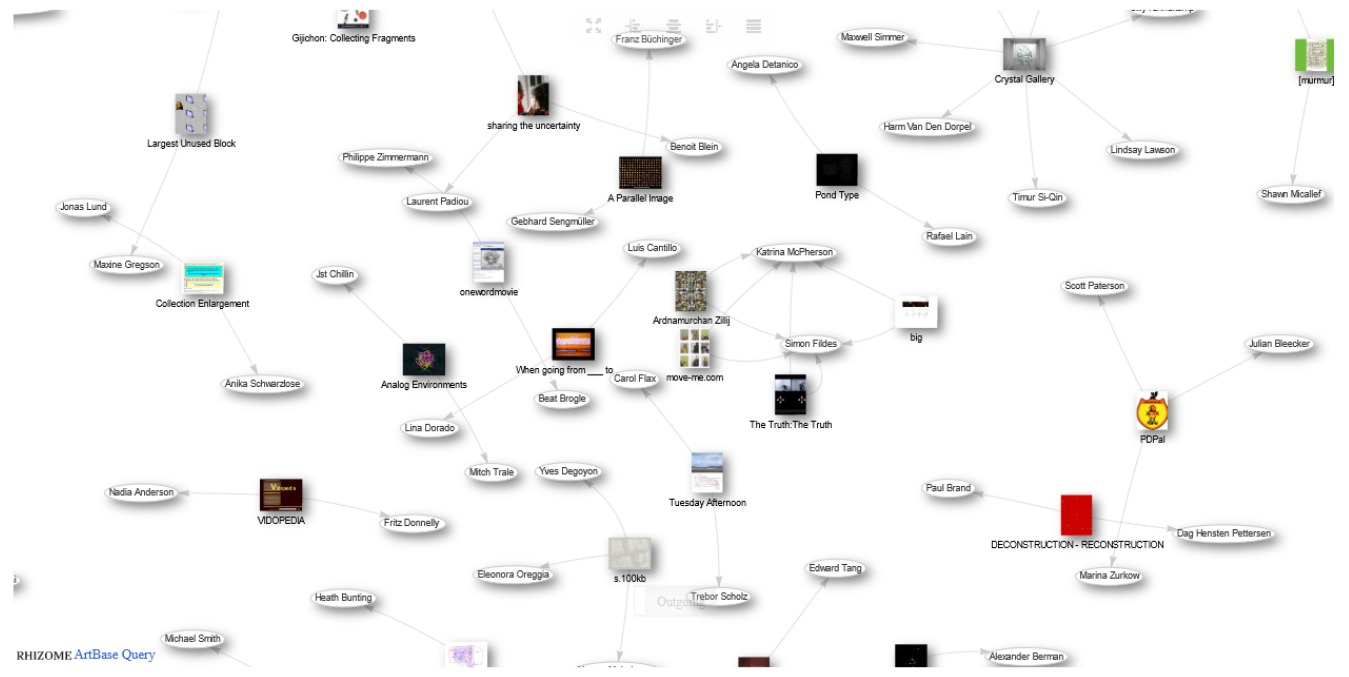 Gijichon: Collecting Fragments
Franz Büchinger
Maxwell Simmer
Angela Detanico
Crystal Gallery
[murmur]
sharing the uncertainty
Largest Unused Block
Harm Van Den Dorpel
Benoit Blein
Lindsay Lawson
Philippe Zimmermann
A Parallel Image
Pond Type
Timur Si-Qin
Shawn Micallef
Laurent Padiou
Jonas Lund
Gebhard Sengmüller
Rafael Lain
Luis Cantillo
Katrina McPherson
Maxine Gregson
Jst Chillin
onewordmovie
Scott Paterson
Collection Enlargement
Ardnamurchan Zillij
big
Simon Fildes
Julian Bleecker
When going from ___ to
Carol Flax
move-me.com
Anika Schwarzlose
Analog Environments
Beat Brogle
The Truth:The Truth
Lina Dorado
PDPal
Mitch Trale
Yves Degoyon
Paul Brand
Nadia Anderson
Tuesday Afternoon
Vidopedia
VIDOPEDIA
Fritz Donnelly
Dag Hensten Pettersen
DECONSTRUCTION - RECONSTRUCTION
Eleonora Oreggia
s.100kb
Edward Tang
Marina Zurkow
Heath Bunting
Outgoing
Trebor Scholz
Michael Smith
RHIZOME ArtBase Query
Alexander Berman